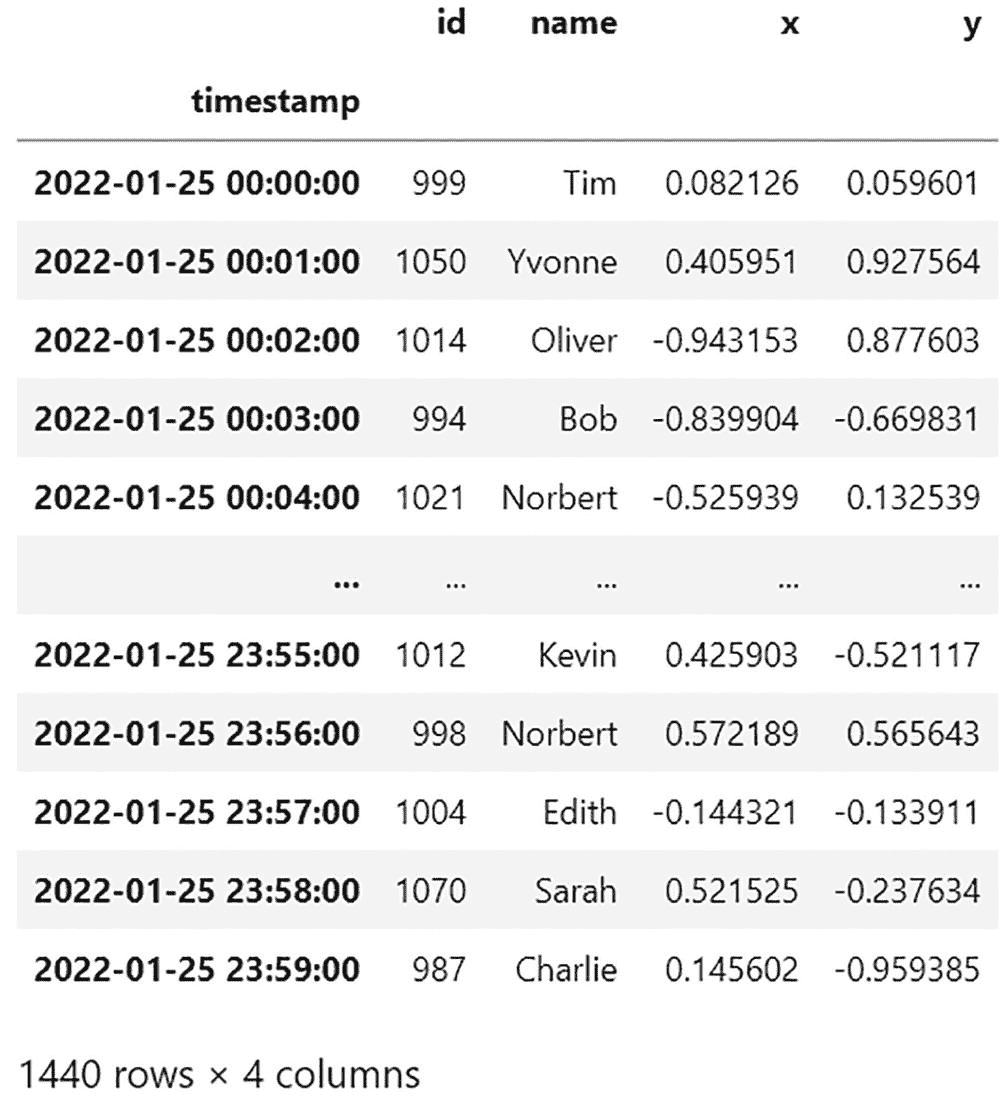 id name x y
timestamp
2022-01-25 00:00:00 999 Tim 0.082126 0.059601
2022-01-25 00:01:00 1050 Yvonne 0.405951 0.927564
2022-01-25 00:02:00 1014 Oliver -0.943153 0.877603
2022-01-25 00:03:00 994 Bob -0.839904 -0.669831
2022-01-25 00:04:00 1021 Norbert -0.525939 0.132539
... ... ... ... ...
2022-01-25 23:55:00 1012 Kevin 0.425903 -0.521117
2022-01-25 23:56:00 998 Norbert 0.572189 0.565643
2022-01-25 23:57:00 1004 Edith -0.144321 -0.133911
2022-01-25 23:58:00 1070 Sarah 0.521525 -0.237634
2022-01-25 23:59:00 987 Charlie 0.145602 -0.959385
1440 rows × 4 columns